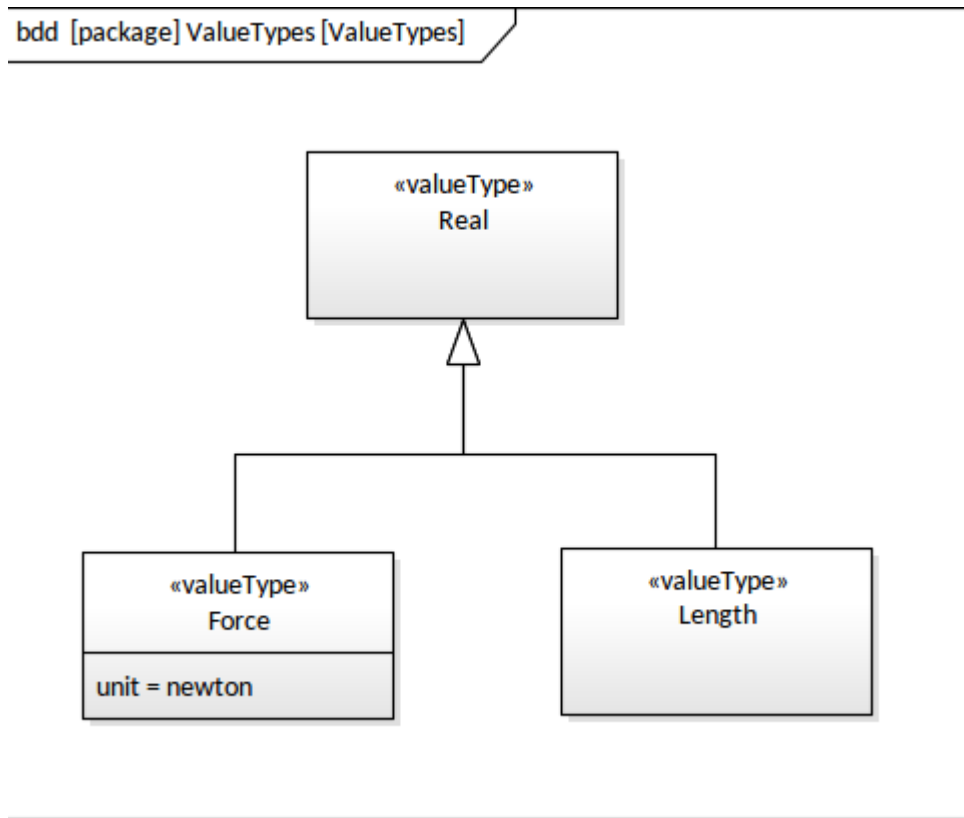 bdd [package] ValueTypes [ValueTypes]
«valueType»
Real
«valueType»
Force
unit = newton
«valueType»
Length